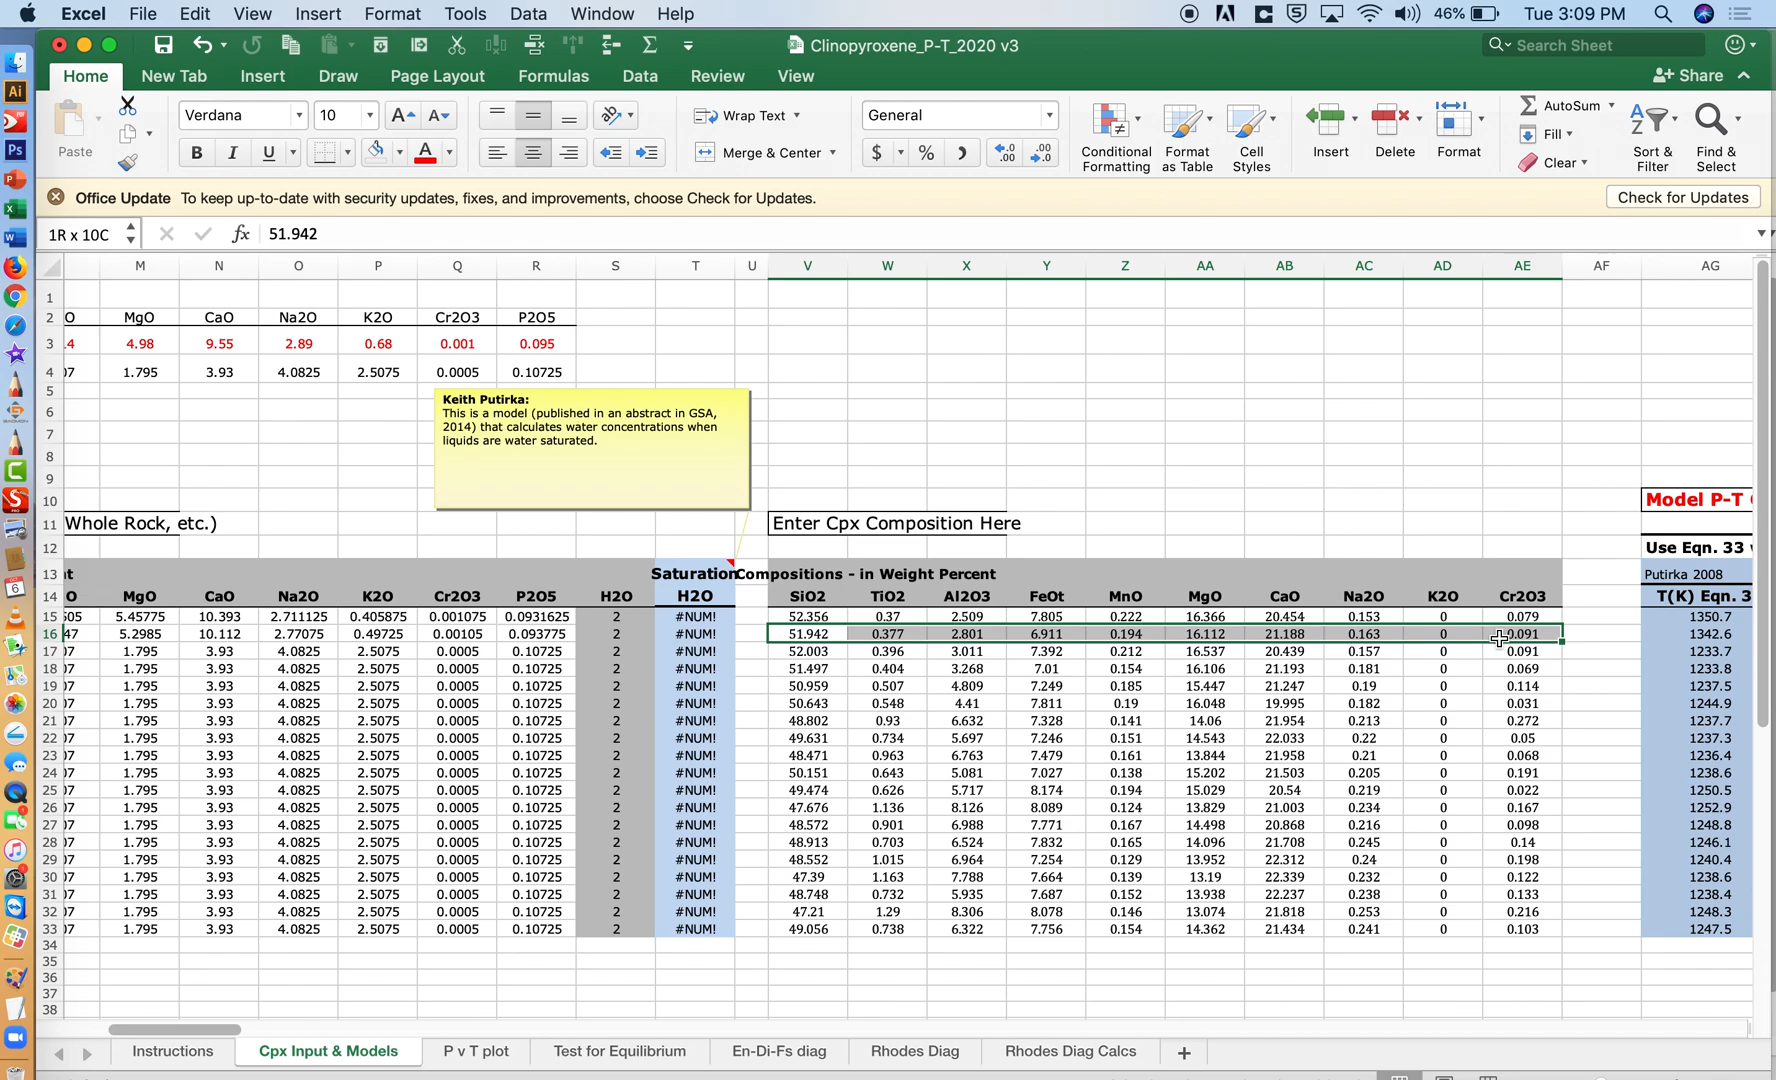 Excel File Edit View Insert Format Tools Data Window Help 46% Tue 3:09 PM
Clinopyroxene_P-T_2020 v3 Search Sheet
Home New Tab Insert Draw Page Layout Formulas Data Review View Share
Paste Verdana 10 Wrap Text General Conditional Formatting Format as Table Cell Styles Insert Delete Format AutoSum Sort & Filter Find & Select
B I U Merge & Center $ % Fill
Clear
Office Update To keep up-to-date with security updates, fixes, and improvements, choose Check for Updates. Check for Updates
1R x 10C fx 51.942
M N O P Q R S T U V W X Y Z AA AB AC AD AE AF AG
1
2 O MgO CaO Na2O K2O Cr2O3 P2O5
3 .4 4.98 9.55 2.89 0.68 0.001 0.095
4 07 1.795 3.93 4.0825 2.5075 0.0005 0.10725
5
Keith Putirka:
This is a model (published in an abstract in GSA,
2014) that calculates water concentrations when
liquids are water saturated.
6
7
8
9
10 Model P-T
11 Whole Rock, etc.) Enter Cpx Composition Here
12 Use Eqn. 33
13 nt Saturation Compositions - in Weight Percent Putirka 2008
14 O MgO CaO Na2O K2O Cr2O3 P2O5 H2O H2O SiO2 TiO2 Al2O3 FeOt MnO MgO CaO Na2O K2O Cr2O3 T(K) Eqn. 3
15 505 5.45775 10.393 2.711125 0.405875 0.001075 0.0931625 2 #NUM! 52.356 0.37 2.509 7.805 0.222 16.366 20.454 0.153 0 0.079 1350.7
16 47 5.2985 10.112 2.77075 0.49725 0.00105 0.093775 2 #NUM! 51.942 0.377 2.801 6.911 0.194 16.112 21.188 0.163 0 0.091 1342.6
17 07 1.795 3.93 4.0825 2.5075 0.0005 0.10725 2 #NUM! 52.003 0.396 3.011 7.392 0.212 16.537 20.439 0.157 0 0.091 1233.7
18 07 1.795 3.93 4.0825 2.5075 0.0005 0.10725 2 #NUM! 51.497 0.404 3.268 7.01 0.154 16.106 21.193 0.181 0 0.069 1233.8
19 07 1.795 3.93 4.0825 2.5075 0.0005 0.10725 2 #NUM! 50.959 0.507 4.809 7.249 0.185 15.447 21.247 0.19 0 0.114 1237.5
20 07 1.795 3.93 4.0825 2.5075 0.0005 0.10725 2 #NUM! 50.643 0.548 4.41 7.811 0.19 16.048 19.995 0.182 0 0.031 1244.9
21 07 1.795 3.93 4.0825 2.5075 0.0005 0.10725 2 #NUM! 48.802 0.93 6.632 7.328 0.141 14.06 21.954 0.213 0 0.272 1237.7
22 07 1.795 3.93 4.0825 2.5075 0.0005 0.10725 2 #NUM! 49.631 0.734 5.697 7.246 0.151 14.543 22.033 0.22 0 0.05 1237.3
23 07 1.795 3.93 4.0825 2.5075 0.0005 0.10725 2 #NUM! 48.471 0.963 6.763 7.479 0.161 13.844 21.958 0.21 0 0.068 1236.4
24 07 1.795 3.93 4.0825 2.5075 0.0005 0.10725 2 #NUM! 50.151 0.643 5.081 7.027 0.138 15.202 21.503 0.205 0 0.191 1238.6
25 07 1.795 3.93 4.0825 2.5075 0.0005 0.10725 2 #NUM! 49.474 0.626 5.717 8.174 0.194 15.029 20.54 0.219 0 0.022 1250.5
26 07 1.795 3.93 4.0825 2.5075 0.0005 0.10725 2 #NUM! 47.676 1.136 8.126 8.089 0.124 13.829 21.003 0.234 0 0.167 1252.9
27 07 1.795 3.93 4.0825 2.5075 0.0005 0.10725 2 #NUM! 48.572 0.901 6.988 7.771 0.167 14.498 20.868 0.216 0 0.098 1248.8
28 07 1.795 3.93 4.0825 2.5075 0.0005 0.10725 2 #NUM! 48.913 0.703 6.524 7.832 0.165 14.096 21.708 0.245 0 0.14 1246.1
29 07 1.795 3.93 4.0825 2.5075 0.0005 0.10725 2 #NUM! 48.552 1.015 6.964 7.254 0.129 13.952 22.312 0.24 0 0.198 1240.4
30 07 1.795 3.93 4.0825 2.5075 0.0005 0.10725 2 #NUM! 47.39 1.163 7.788 7.664 0.139 13.19 22.339 0.232 0 0.122 1238.6
31 07 1.795 3.93 4.0825 2.5075 0.0005 0.10725 2 #NUM! 48.748 0.732 5.935 7.687 0.152 13.938 22.237 0.238 0 0.133 1238.4
32 07 1.795 3.93 4.0825 2.5075 0.0005 0.10725 2 #NUM! 47.21 1.29 8.306 8.078 0.146 13.074 21.818 0.253 0 0.216 1248.3
33 07 1.795 3.93 4.0825 2.5075 0.0005 0.10725 2 #NUM! 49.056 0.738 6.322 7.756 0.154 14.362 21.434 0.241 0 0.103 1247.5
34
35
36
37
38
Instructions Cpx Input & Models P v T plot Test for Equilibrium En-Di-Fs diag Rhodes Diag Rhodes Diag Calcs +